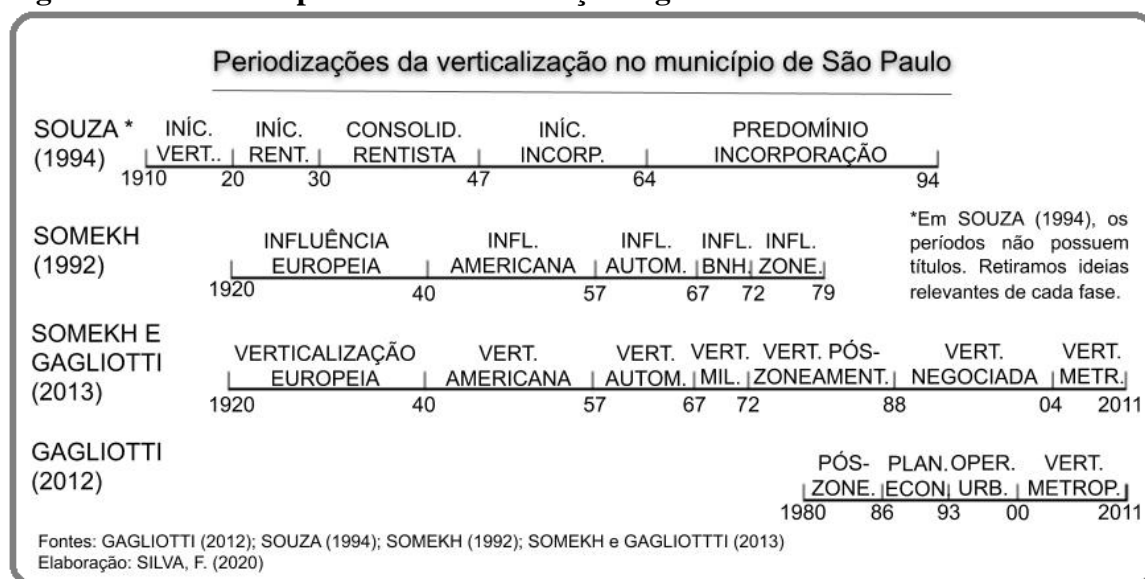 Periodizações da verticalização no município de São Paulo
SOUZA *
(1994)
INÍC.
VERT..
INÍC.
RENT.
CONSOLID.
RENTISTA
INÍC.
INCORP.
PREDOMÍNIO
INCORPORAÇÃO
1910 20 30 47 64 94
*Em SOUZA (1994), os
períodos não possuem
títulos. Retiramos ideias
relevantes de cada fase.
SOMEKH
(1992)
INFLUÊNCIA
EUROPEIA
INFL.
AMERICANA
INFL.
AUTOM.
INFL.
BNH.
INFL.
ZONE.
1920 40 57 67 72 79
SOMEKH E
GAGLIOTTI
(2013)
VERTICALIZAÇÃO
EUROPEIA
VERT.
AMERICANA
VERT.
AUTOM.
VERT.
MIL.
VERT. PÓS-
ZONEAMENT.
VERT.
NEGOCIADA
VERT.
METR.
1920 40 57 67 72 88 04 2011
GAGLIOTTI
(2012)
PÓS-
ZONE.
PLAN.
ECON
OPER.
URB.
VERT.
METROP.
1980 86 93 00 2011
Fontes: GAGLIOTTI (2012); SOUZA (1994); SOMEKH (1992); SOMEKH e GAGLIOTTTI (2013)
Elaboração: SILVA, F. (2020)